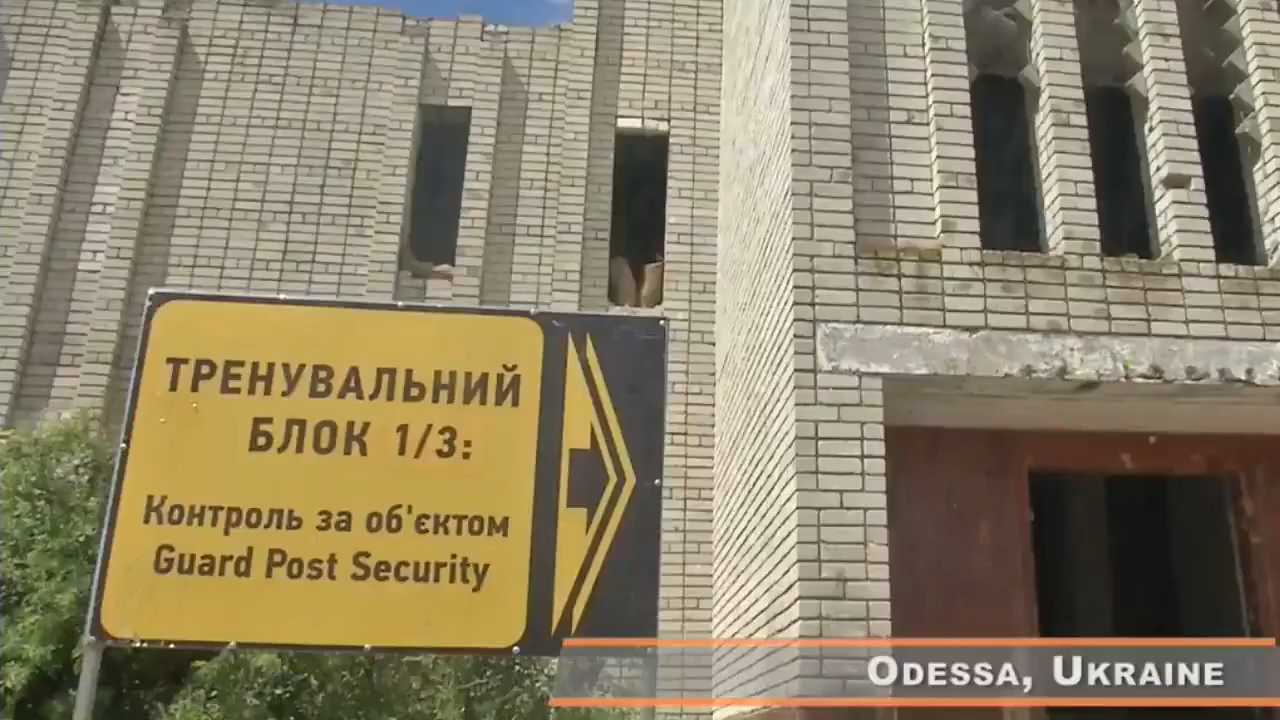 ТРЕНУВАЛЬНИЙ
БЛОК 1/3:
Контроль за об'єктом
Guard Post Security
ODESSA, UKRAINE